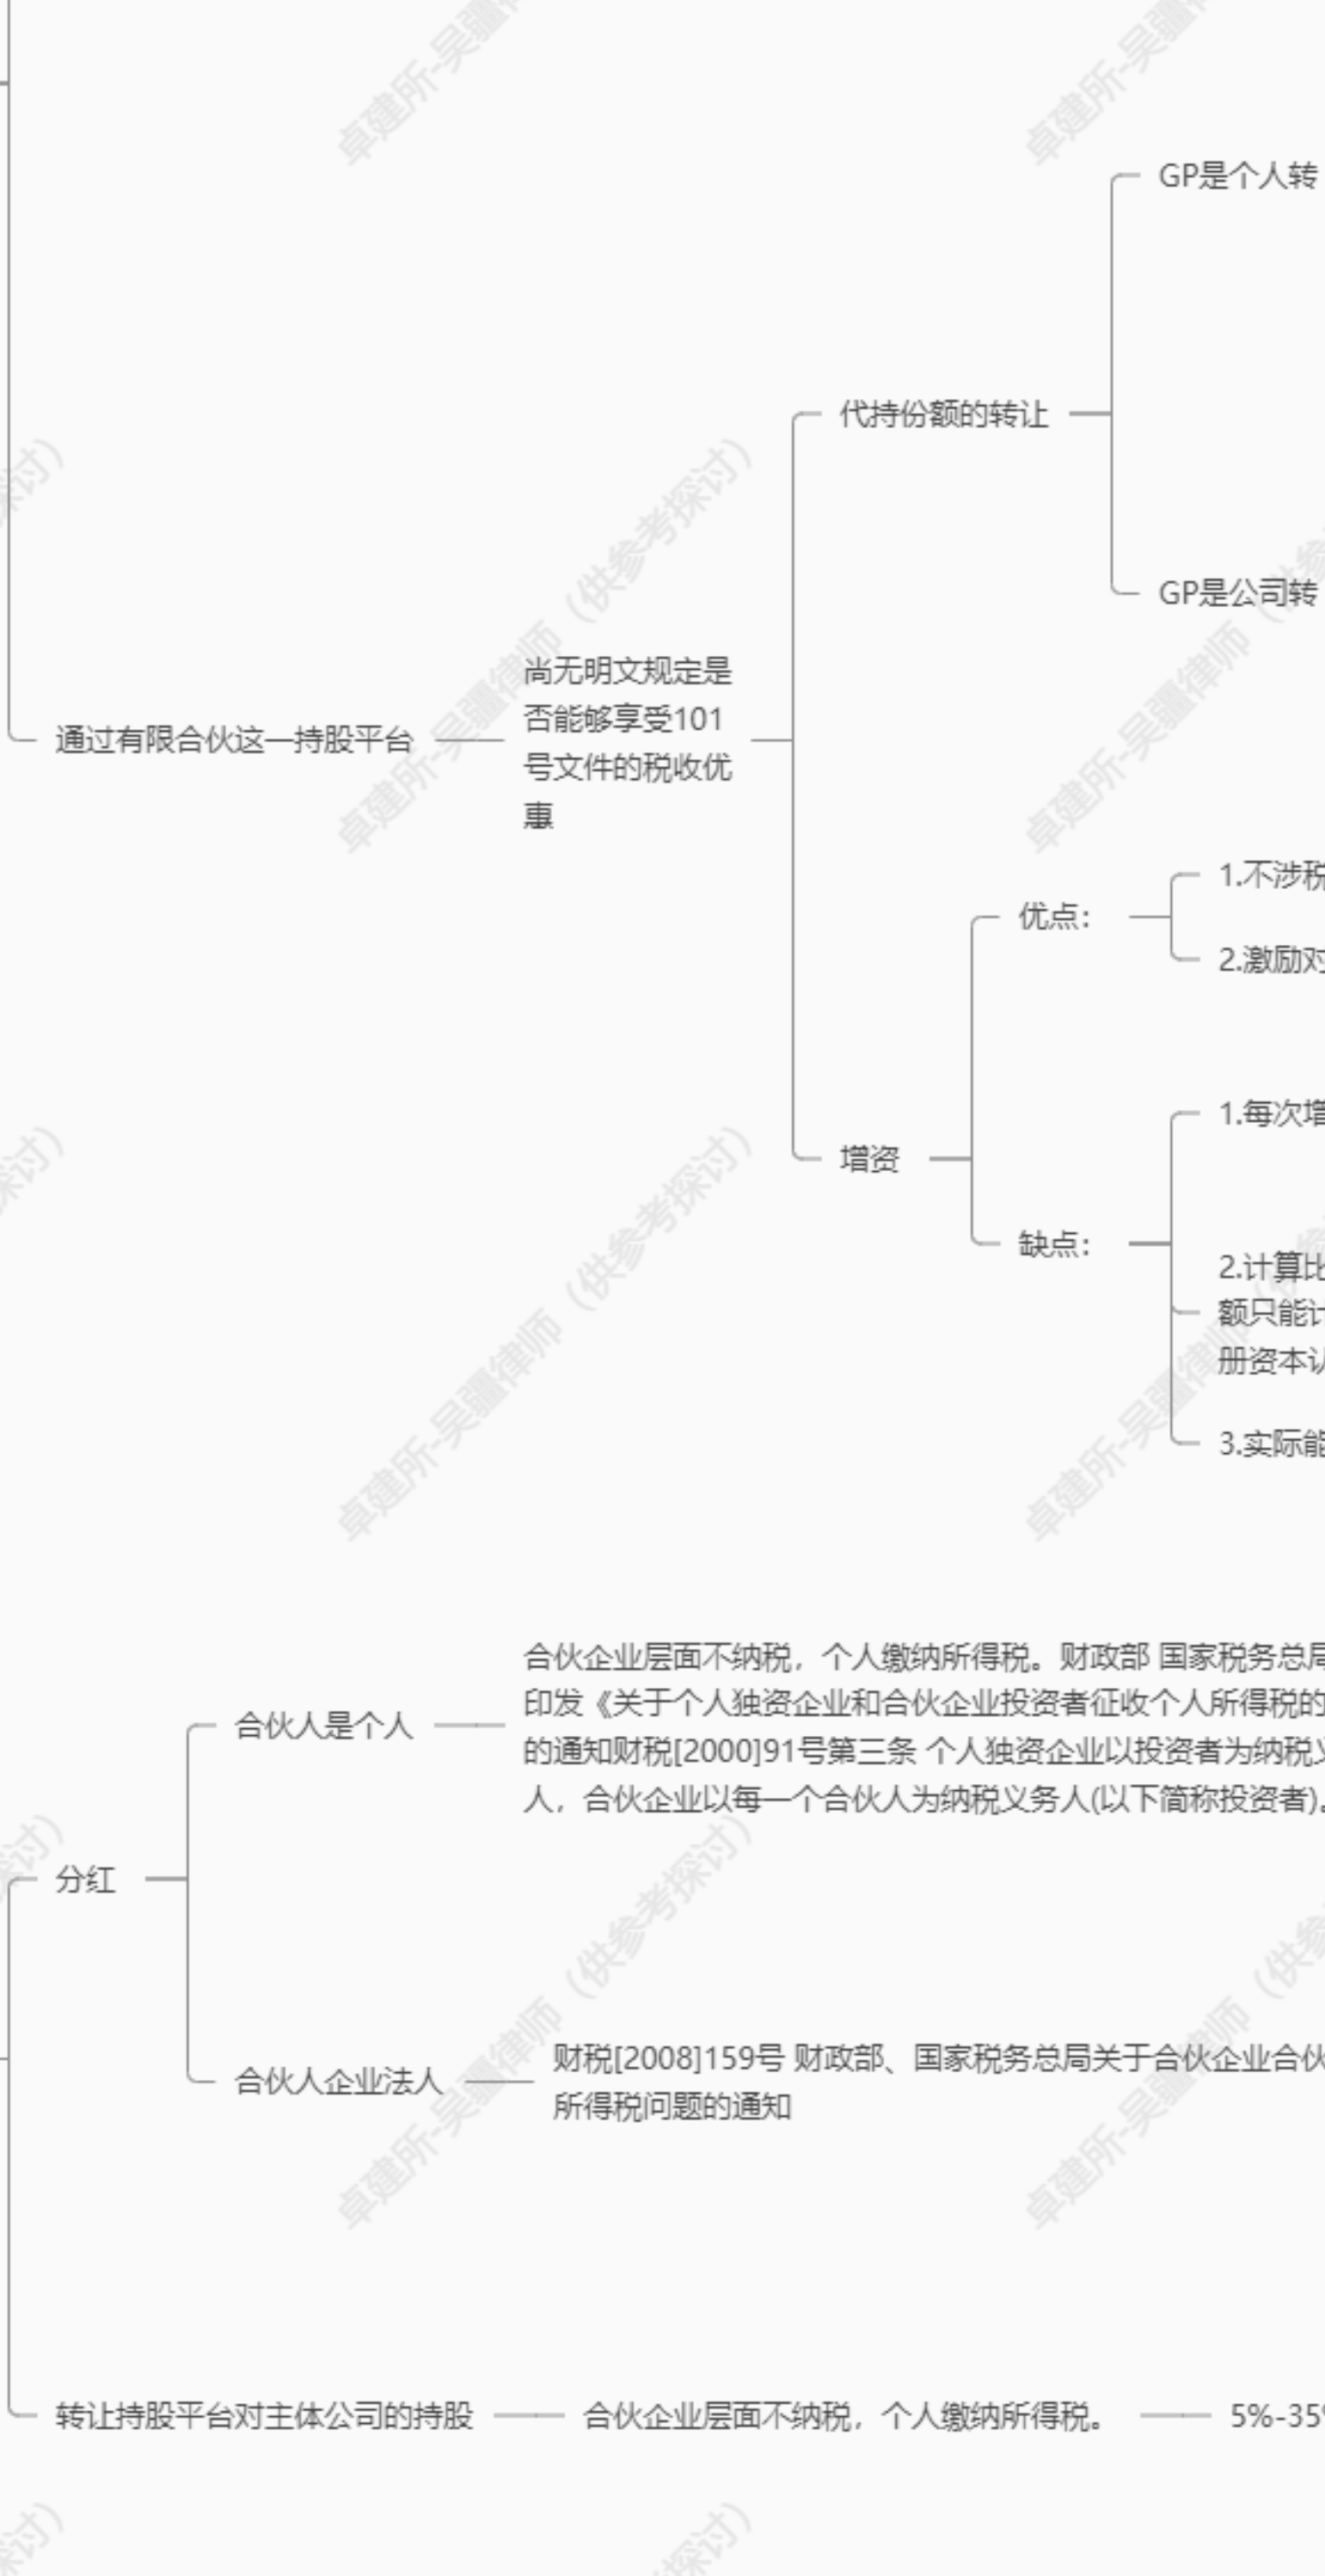 GP是个人转
代持份额的转让
GP是公司转
通过有限合伙这一持股平台
尚无明文规定是
否能够享受101
号文件的税收优
惠
优点：
1.不涉税
2.激励对
增资
缺点：
1.每次增
2.计算比
额只能计
册资本认
3.实际能
分红
合伙人是个人
合伙企业层面不纳税，个人缴纳所得税。财政部 国家税务总局
印发《关于个人独资企业和合伙企业投资者征收个人所得税的
的通知财税[2000]91号第三条 个人独资企业以投资者为纳税义
人，合伙企业以每一个合伙人为纳税义务人(以下简称投资者)。
合伙人企业法人
财税[2008]159号 财政部、国家税务总局关于合伙企业合伙
所得税问题的通知
转让持股平台对主体公司的持股
合伙企业层面不纳税，个人缴纳所得税。
5%-35%
卓建所-吴疆律师（供参考探讨）